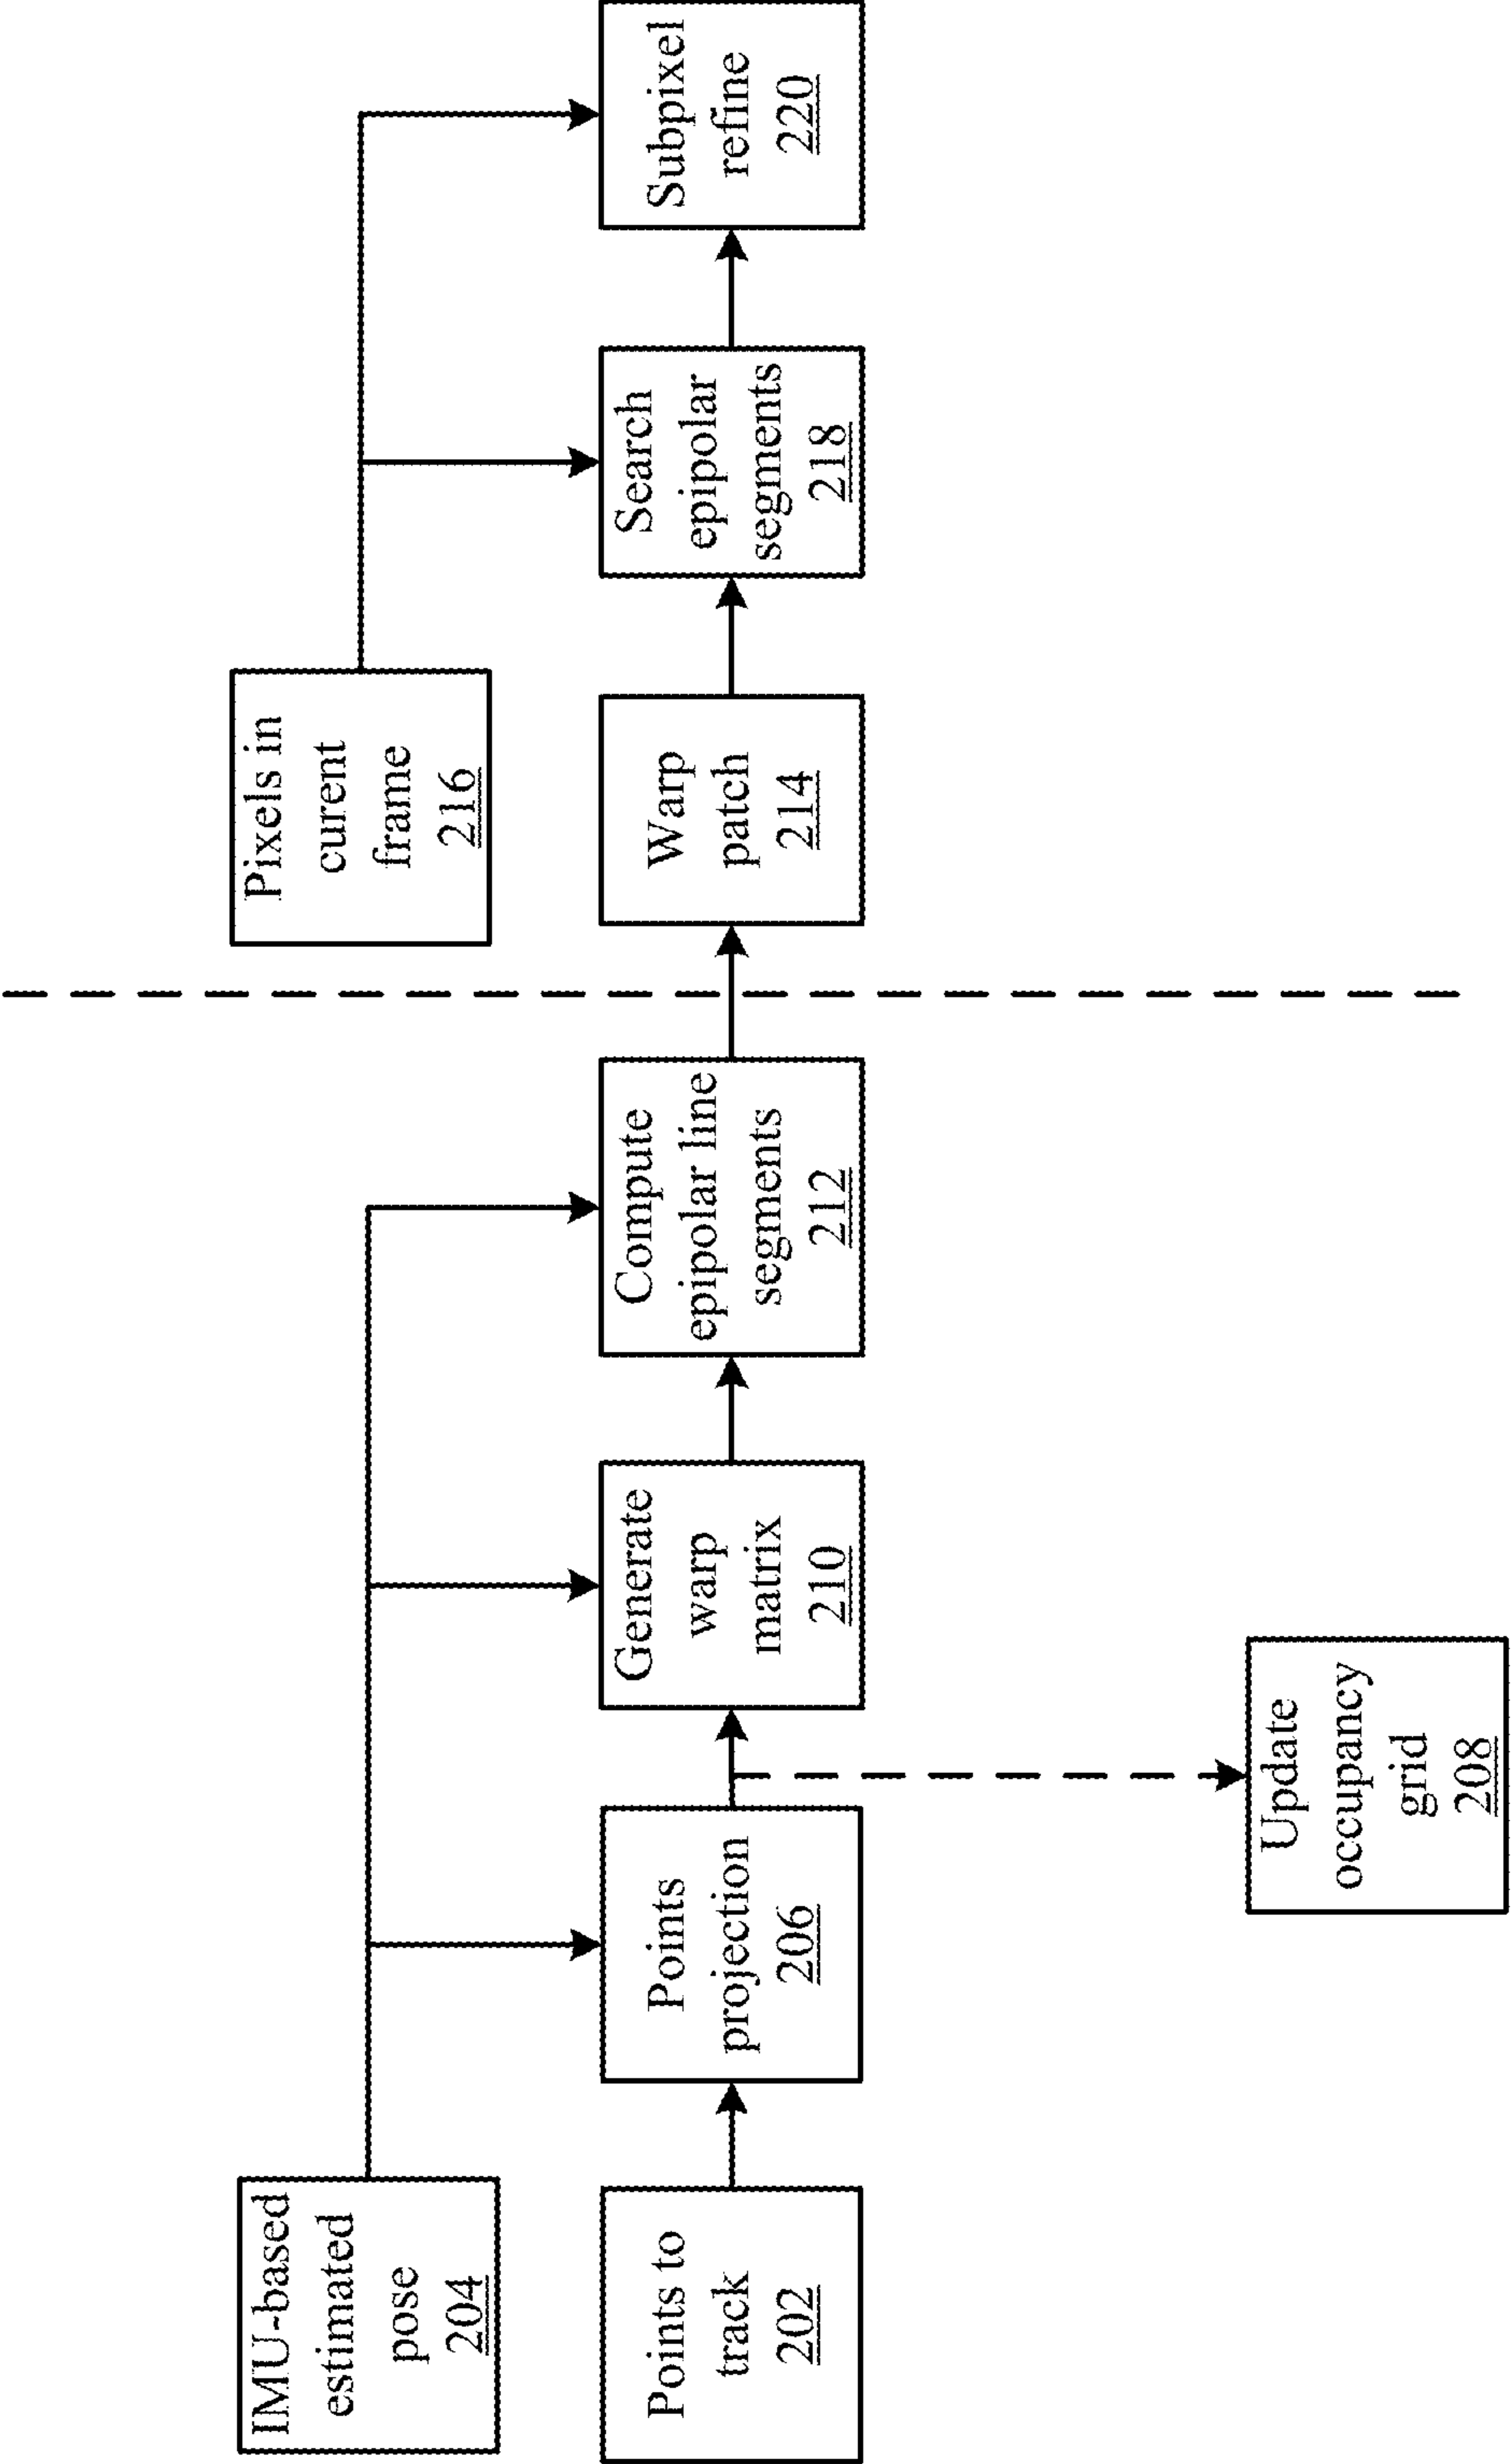 IMU-based
estimated
pose
204
Points to
track
202
Points
projection
206
Update
occupancy
grid
208
Generate
warp
matrix
210
Compute
epipolar line
segments
212
Pixels in
curent
frame
216
Warp
patch
214
Search
epipolar
segments
218
Subpixel
refine
220